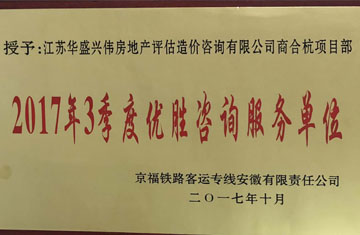 授予:江苏华盛兴伟房地产评估造价咨询有限公司商合杭项目部
2017年3季度优胜咨询服务单位
京福铁路客运专线安徽有限责任公司
二〇一七年十月